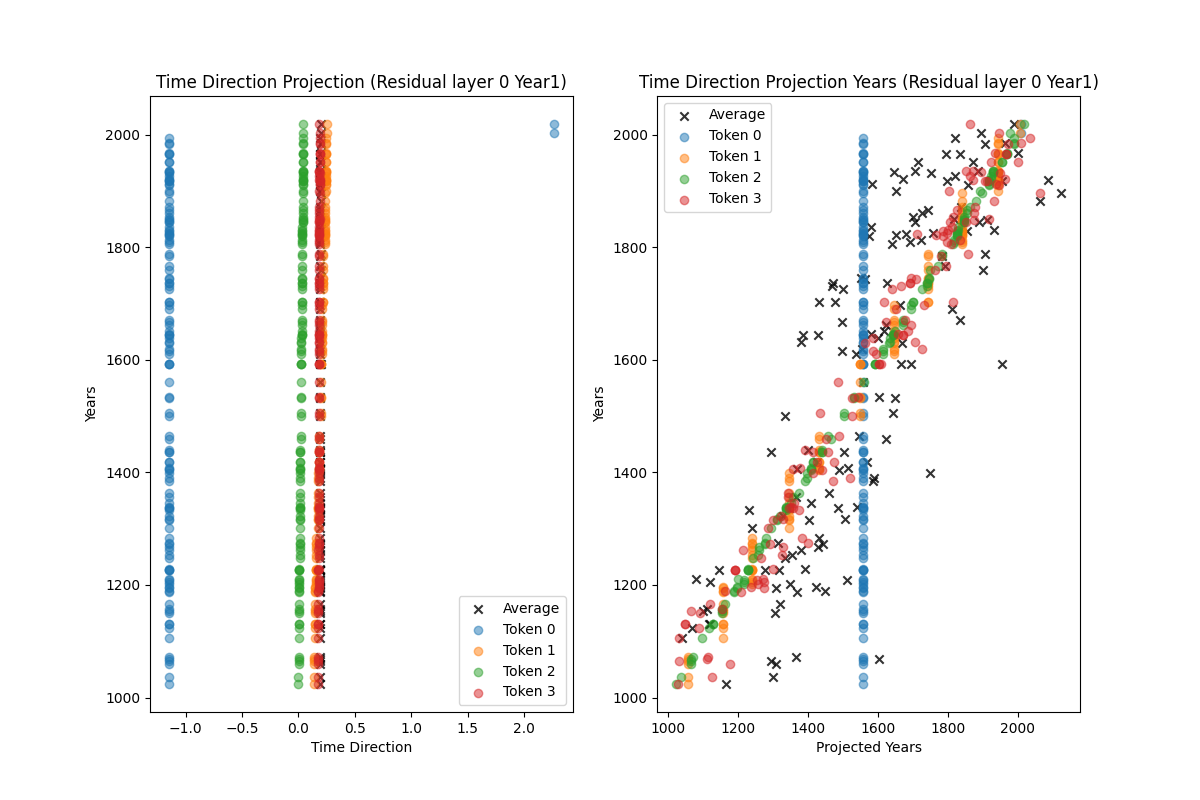 Time Direction Projection (Residual layer 0 Year1)
Years
2000
1800
1600
1400
1200
1000
Average
Token 0
Token 1
Token 2
Token 3
−1.0
−0.5
0.0
0.5
1.0
1.5
2.0
Time Direction
Time Direction Projection Years (Residual layer 0 Year1)
Average
Token 0
Token 1
Token 2
Token 3
Years
2000
1800
1600
1400
1200
1000
1000
1200
1400
1600
1800
2000
Projected Years